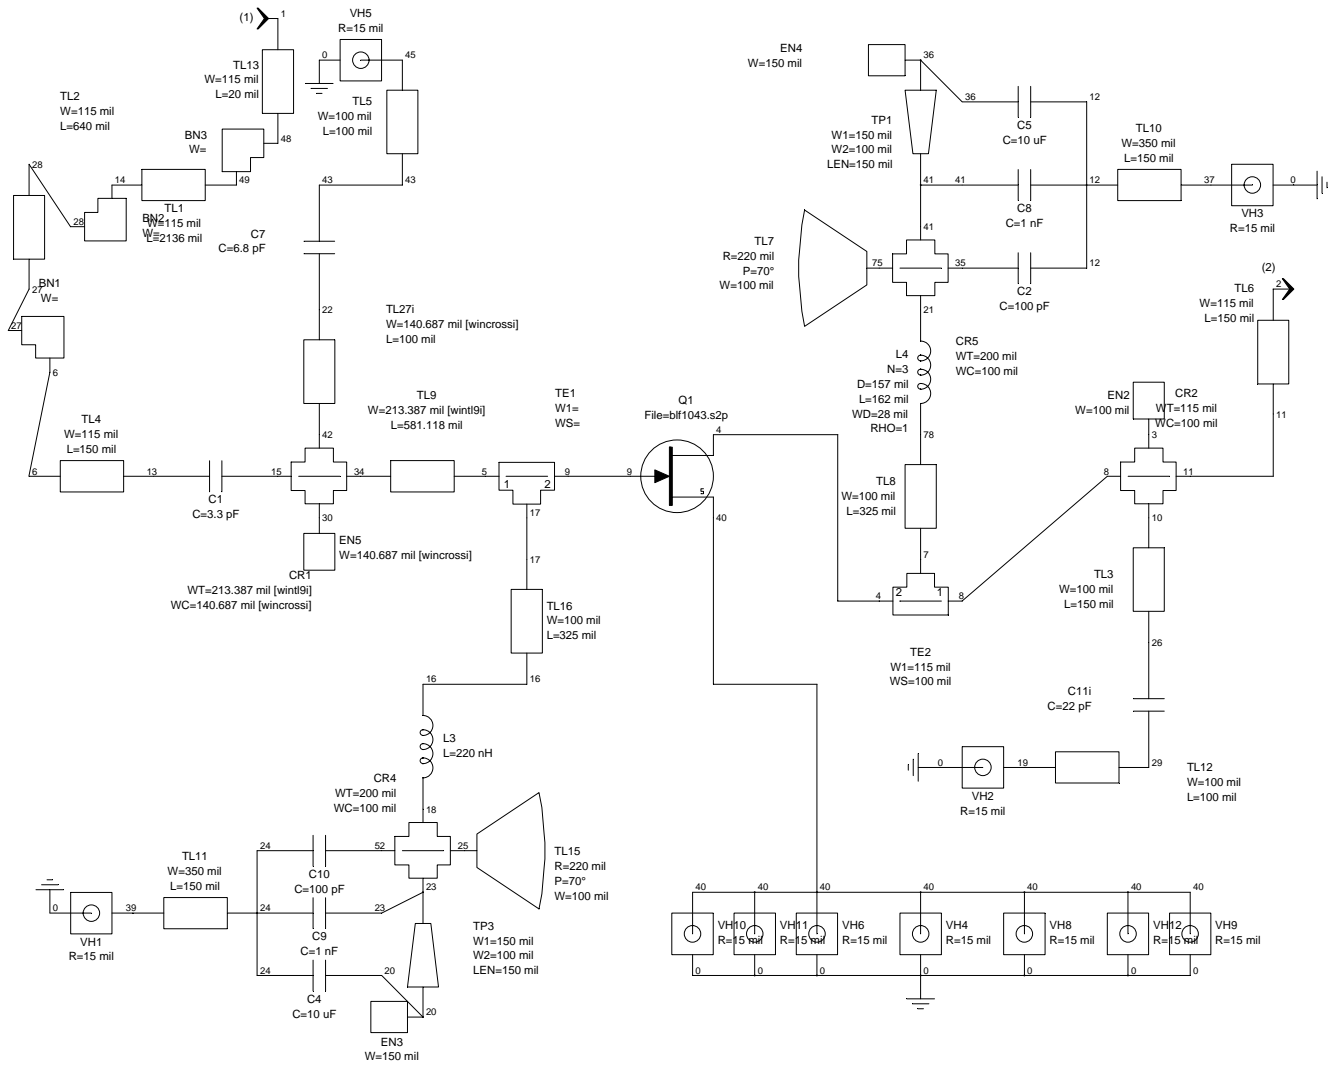 (1)
1
TL13
W=115 mil
L=20 mil
48
VH5
R=15 mil
0
45
TL5
W=100 mil
L=100 mil
43
43
TL2
W=115 mil
L=640 mil
BN3
W=
49
28
14
28
TL1
W=115 mil
L=2136 mil
BN2
W=
27
BN1
W=
27
6
C7
C=6.8 pF
22
TL27i
W=140.687 mil [wincrossi]
L=100 mil
42
TL4
W=115 mil
L=150 mil
6
13
C1
C=3.3 pF
15
34
30
EN5
W=140.687 mil [wincrossi]
CR1
WT=213.387 mil [wintl9i]
WC=140.687 mil [wincrossi]
TL9
W=213.387 mil [wintl9i]
L=581.118 mil
5
TE1
W1=
WS=
1
2
9
17
17
TL16
W=100 mil
L=325 mil
16
16
L3
L=220 nH
CR4
WT=200 mil
WC=100 mil
18
Q1
File=blf1043.s2p
9
4
5
40
EN4
W=150 mil
36
36
C5
C=10 uF
12
TP1
W1=150 mil
W2=100 mil
LEN=150 mil
41
41
C8
C=1 nF
12
TL10
W=350 mil
L=150 mil
37
VH3
R=15 mil
0
41
TL7
R=220 mil
P=70°
W=100 mil
75
35
C2
C=100 pF
12
21
CR5
WT=200 mil
WC=100 mil
L4
N=3
D=157 mil
L=162 mil
WD=28 mil
RHO=1
78
TL8
W=100 mil
L=325 mil
7
4
2
1
8
TE2
W1=115 mil
WS=100 mil
(2)
2
TL6
W=115 mil
L=150 mil
11
EN2
W=100 mil
CR2
WT=115 mil
WC=100 mil
3
8
11
10
TL3
W=100 mil
L=150 mil
26
C11i
C=22 pF
29
TL12
W=100 mil
L=100 mil
0
VH2
R=15 mil
19
0
VH1
R=15 mil
39
TL11
W=350 mil
L=150 mil
24
C10
C=100 pF
52
25
TL15
R=220 mil
P=70°
W=100 mil
24
C9
C=1 nF
23
23
TP3
W1=150 mil
W2=100 mil
LEN=150 mil
24
C4
C=10 uF
20
20
EN3
W=150 mil
40
40
40
40
40
40
40
VH10
R=15 mil
VH11
R=15 mil
VH6
R=15 mil
VH4
R=15 mil
VH8
R=15 mil
VH12
R=15 mil
VH9
R=15 mil
0
0
0
0
0
0
0